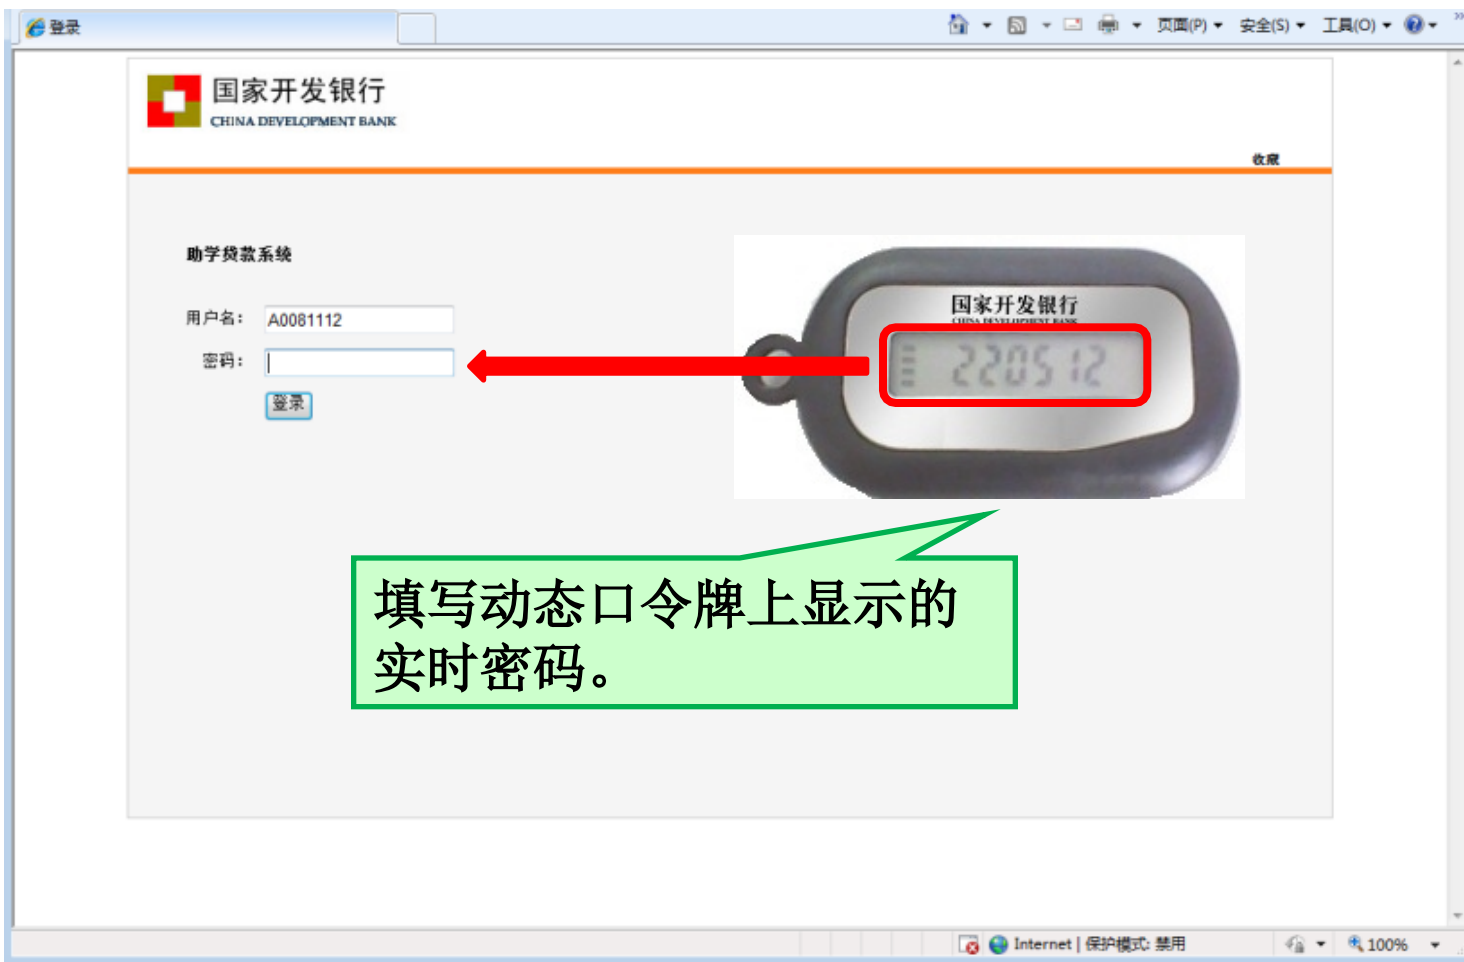 登录
页面(P) 安全(S) 工具(O)
国家开发银行
CHINA DEVELOPMENT BANK
收藏
助学贷款系统
用户名: A0081112
密码:
登录
国家开发银行
CHINA DEVELOPMENT BANK
220512
填写动态口令牌上显示的
实时密码。
Internet | 保护模式: 禁用
100%